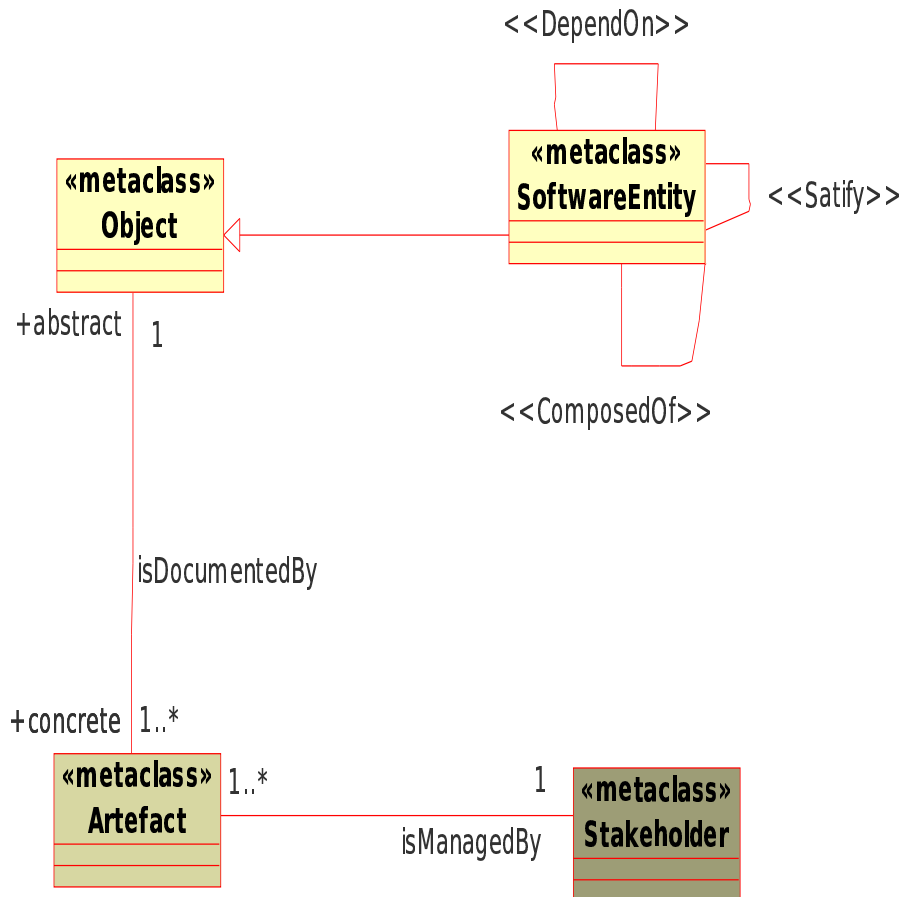 <<DependOn>>
«metaclass»
SoftwareEntity
<<Satify>>
«metaclass»
Object
+abstract
1
<<ComposedOf>>
isDocumentedBy
+concrete
1..*
«metaclass»
Artefact
1..*
1
isManagedBy
«metaclass»
Stakeholder